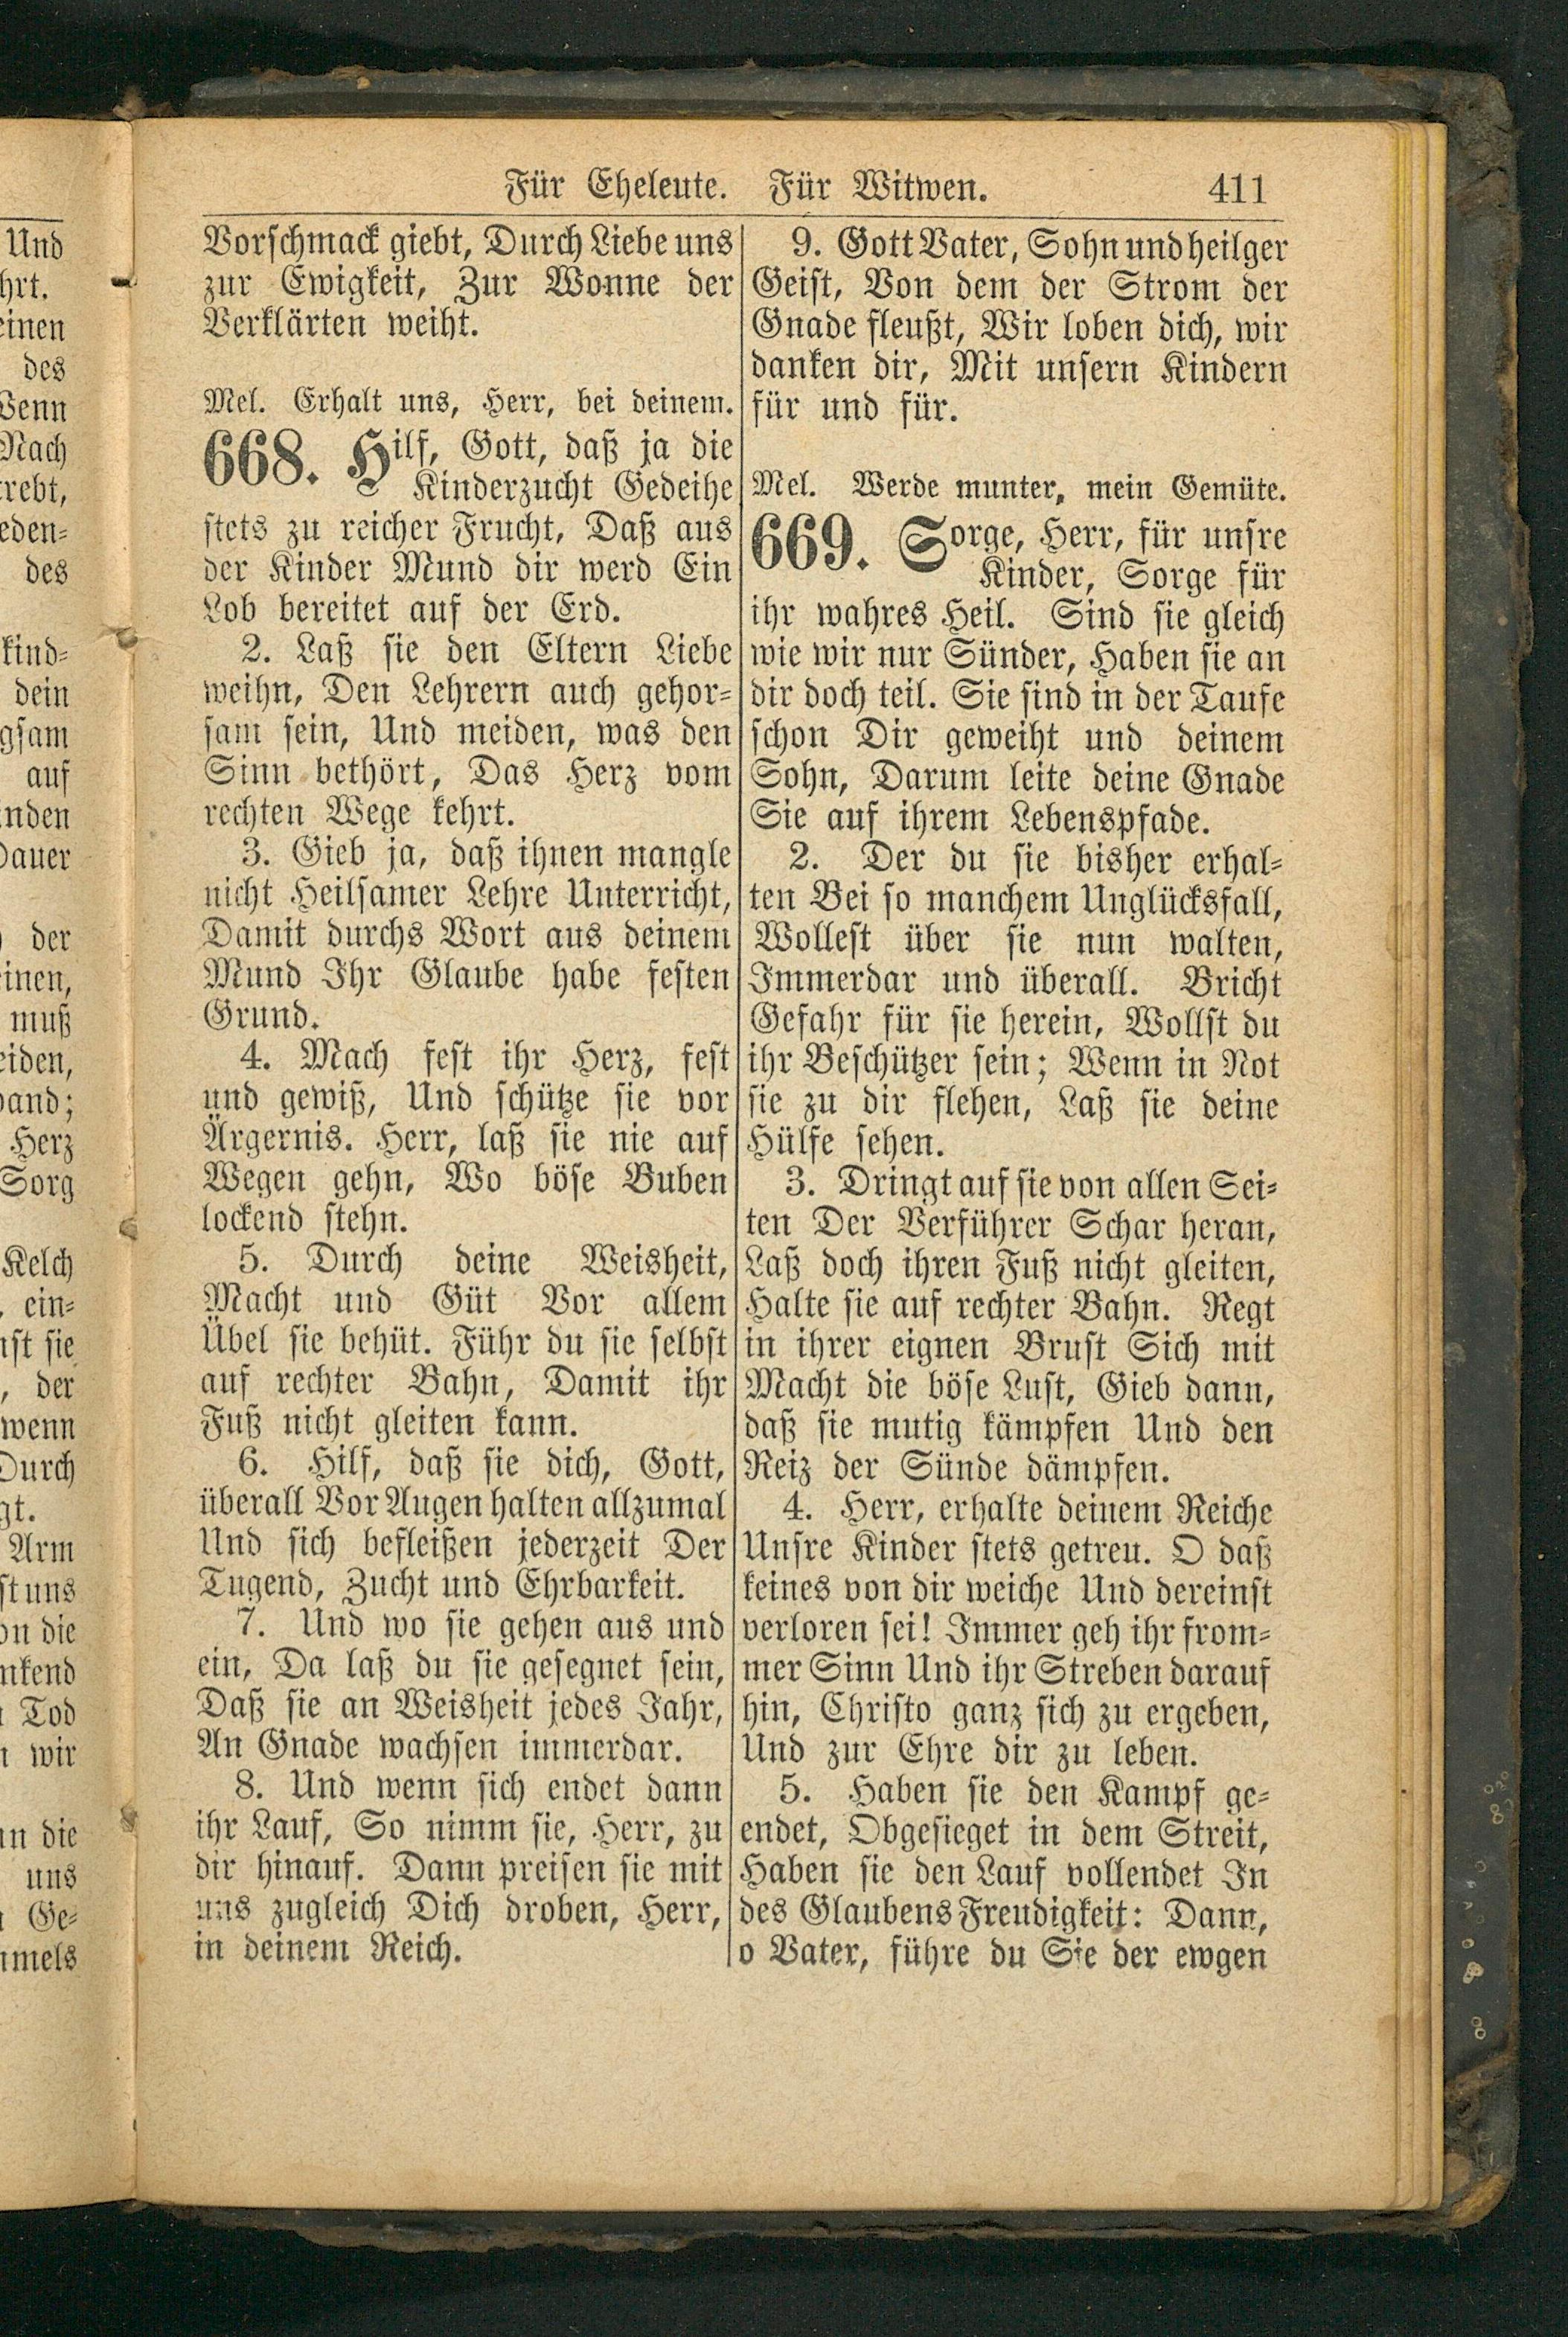 Für Eheleute. Für Witwen. 411
Vorschmack giebt, Durch Liebe uns
zur Ewigkeit, Zur Wonne der
Verklärten weiht.
Mel. Erhalt uns, Herr, bei deinem.
668. Hilf, Gott, daß ja die
Kinderzucht Gedeihe
stets zu reicher Frucht, Daß aus
der Kinder Mund dir werd Ein
Lob bereitet auf der Erd.
2. Laß sie den Eltern Liebe
weihn, Den Lehrern auch gehor-
sam sein, Und meiden, was den
Sinn bethört, Das Herz vom
rechten Wege kehrt.
3. Gieb ja, daß ihnen mangle
nicht Heilsamer Lehre Unterricht,
Damit durchs Wort aus deinem
Mund Ihr Glaube habe festen
Grund.
4. Mach fest ihr Herz, fest
und gewiß, Und schütze sie vor
Ärgernis. Herr, laß sie nie auf
Wegen gehn, Wo böse Buben
lockend stehn.
5. Durch deine Weisheit,
Macht und Güt Vor allem
Übel sie behüt. Führ du sie selbst
auf rechter Bahn, Damit ihr
Fuß nicht gleiten kann.
6. Hilf, daß sie dich, Gott,
überall Vor Augen halten allzumal
Und sich befleißen jederzeit Der
Tugend, Zucht und Ehrbarkeit.
7. Und wo sie gehen aus und
ein, Da laß du sie gesegnet sein,
Daß sie an Weisheit jedes Jahr,
An Gnade wachsen immerdar.
8. Und wenn sich endet dann
ihr Lauf, So nimm sie, Herr, zu
dir hinauf. Dann preisen sie mit
uns zugleich Dich droben, Herr,
in deinem Reich.
9. Gott Vater, Sohn und heilger
Geist, Von dem der Strom der
Gnade fleußt, Wir loben dich, wir
danken dir, Mit unsern Kindern
für und für.
Mel. Werde munter, mein Gemüte.
669. Sorge, Herr, für unsre
Kinder, Sorge für
ihr wahres Heil. Sind sie gleich
wie wir nur Sünder, Haben sie an
dir doch teil. Sie sind in der Taufe
schon Dir geweiht und deinem
Sohn, Darum leite deine Gnade
Sie auf ihrem Lebenspfade.
2. Der du sie bisher erhal-
ten Bei so manchem Unglücksfall,
Wollest über sie nun walten,
Immerdar und überall. Bricht
Gefahr für sie herein, Wollst du
ihr Beschützer sein; Wenn in Not
sie zu dir flehen, Laß sie deine
Hülfe sehen.
3. Dringt auf sie von allen Sei-
ten Der Verführer Schar heran,
Laß doch ihren Fuß nicht gleiten,
Halte sie auf rechter Bahn. Regt
in ihrer eignen Brust Sich mit
Macht die böse Lust, Gieb dann,
daß sie mutig kämpfen Und den
Reiz der Sünde dämpfen.
4. Herr, erhalte deinem Reiche
Unsre Kinder stets getreu. O daß
keines von dir weiche Und dereinst
verloren sei! Immer geh ihr from-
mer Sinn Und ihr Streben darauf
hin, Christo ganz sich zu ergeben,
Und zur Ehre dir zu leben.
5. Haben sie den Kampf ge-
endet, Obgesieget in dem Streit,
Haben sie den Lauf vollendet In
des Glaubens Freudigkeit: Dann,
o Vater, führe du Sie der ewgen